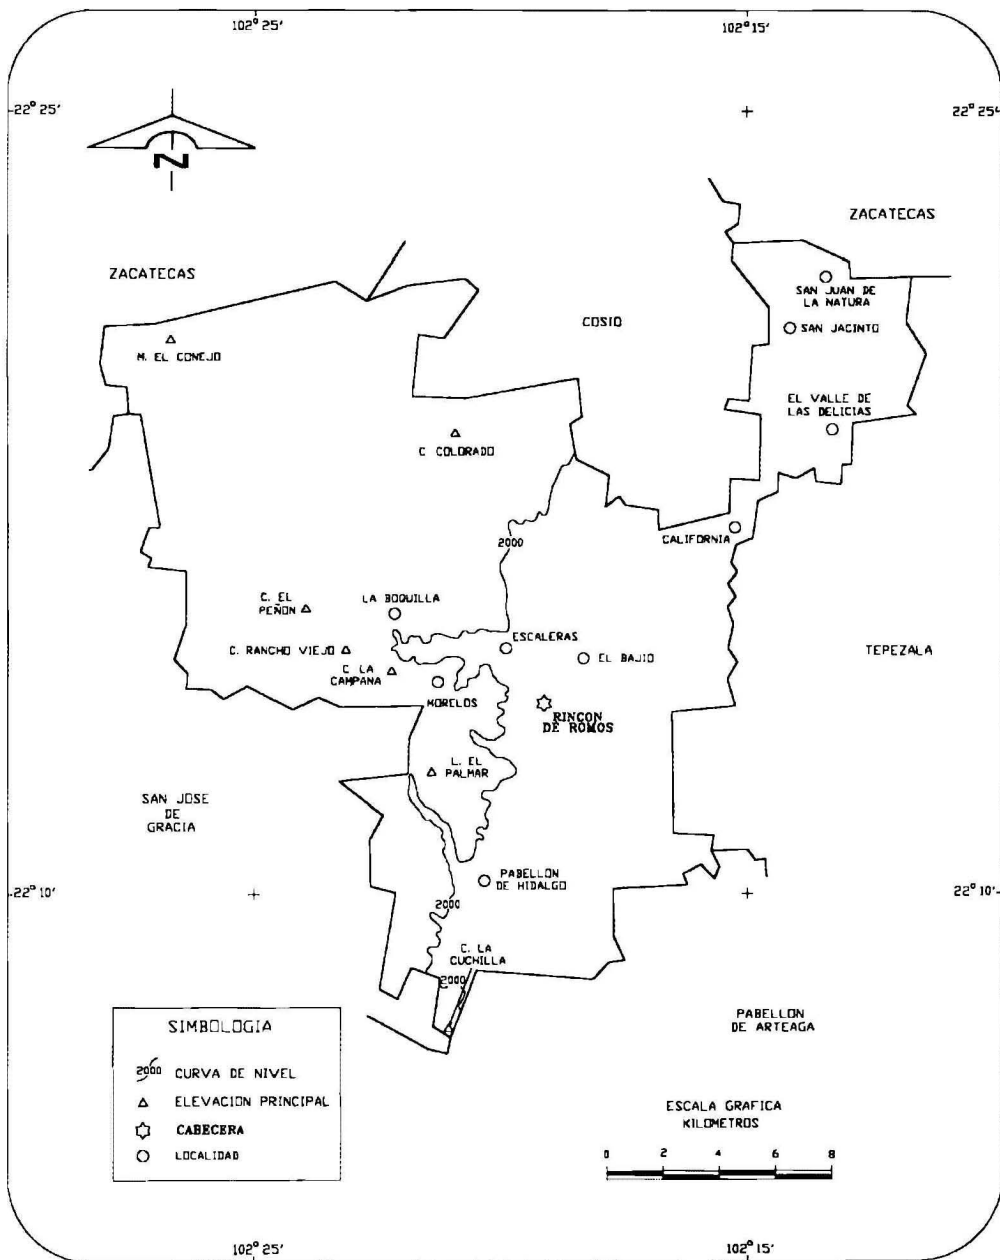 102° 25'
102° 15'
22° 25'
22° 25'
N
ZACATECAS
ZACATECAS
SAN JUAN DE
LA NATURA
COSIO
SAN JACINTO
M. EL CONEJO
EL VALLE DE
LAS DELICIAS
C. COLORADO
2000
CALIFORNIA
C. EL
PEÑON
LA BOQUILLA
ESCALERAS
C. RANCHO VIEJO
EL BAJIO
TEPEZALA
C. LA
CAMPANA
MORELOS
RINCON
DE ROMOS
L. EL
PALMAR
SAN JOSE
DE
GRACIA
PABELLON
DE HIDALGO
22° 10'
22° 10'
2000
C. LA
CUCHILLA
2000
PABELLON
DE ARTEAGA
SIMBOLOGIA
2000 CURVA DE NIVEL
ELEVACION PRINCIPAL
CABECERA
LOCALIDAD
ESCALA GRAFICA
KILOMETROS
0 2 4 6 8
102° 25'
102° 15'